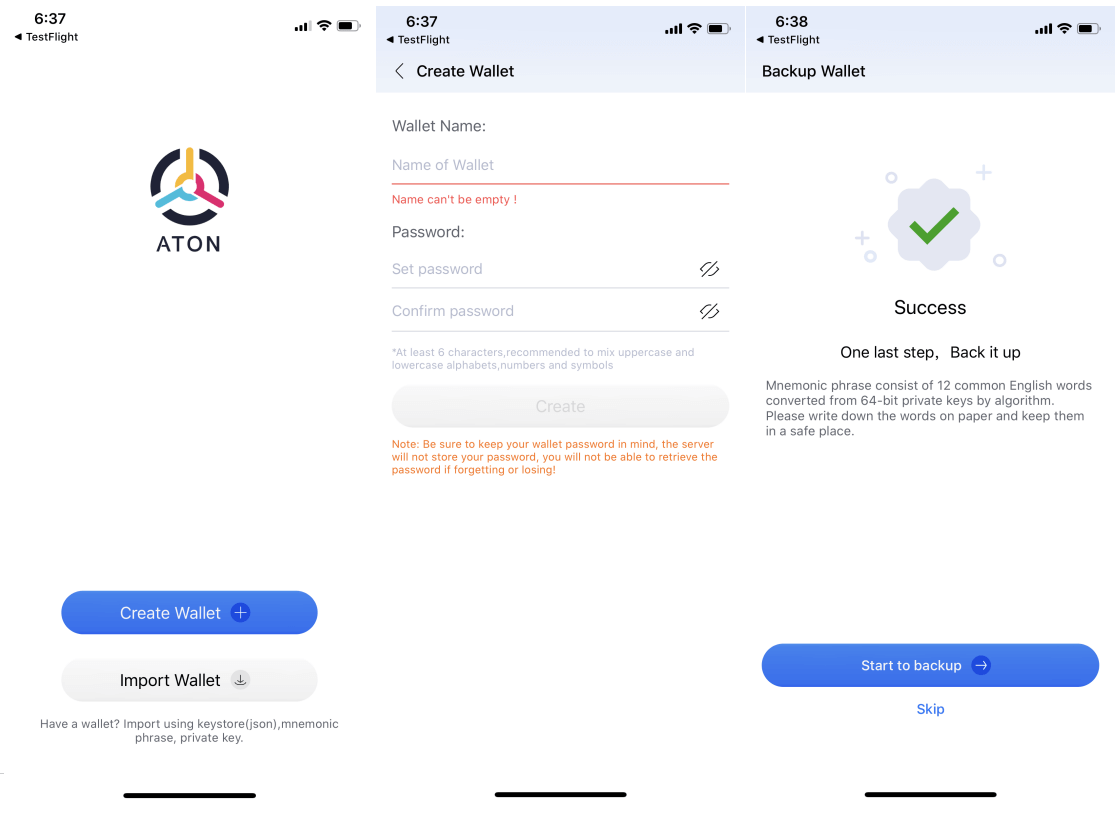 6:37
◀ TestFlight
ATON
Create Wallet
Import Wallet
Have a wallet? Import using keystore(json),mnemonic
phrase, private key.
6:37
◀ TestFlight
Create Wallet
Wallet Name:
Name of Wallet
Name can't be empty !
Password:
Set password
Confirm password
*At least 6 characters,recommended to mix uppercase and
lowercase alphabets,numbers and symbols
Create
Note: Be sure to keep your wallet password in mind, the server
will not store your password, you will not be able to retrieve the
password if forgetting or losing!
6:38
◀ TestFlight
Backup Wallet
Success
One last step，Back it up
Mnemonic phrase consist of 12 common English words
converted from 64-bit private keys by algorithm.
Please write down the words on paper and keep them
in a safe place.
Start to backup
Skip